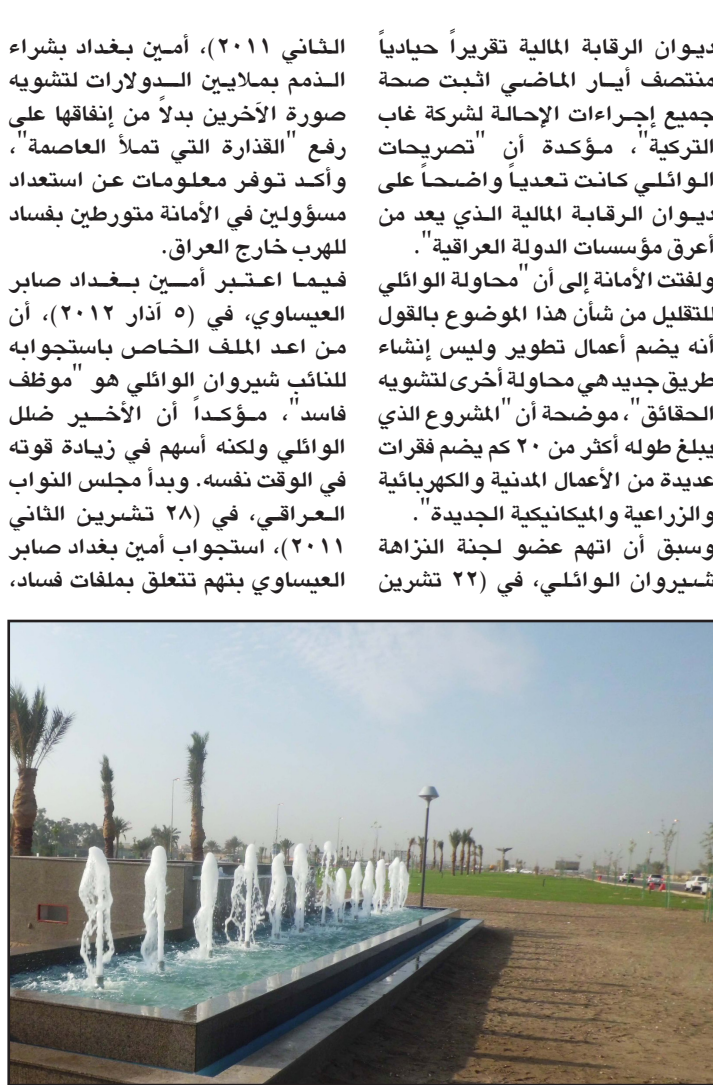 ديوان الرقابة المالية تقريراً حيادياً
منتصف أيار الماضي اثبت صحة
جميع إجراءات الإحالة لشركة غاب
التركية"، مؤكدة أن "تصريحات
الوائلي كانت تعدياً واضحاً على
ديوان الرقابة المالية الذي يعد من
أعرق مؤسسات الدولة العراقية".
ولفتت الأمانة إلى أن "محاولة الوائلي
للتقليل من شأن هذا الموضوع بالقول
أنه يضم أعمال تطوير وليس إنشاء
طريق جديد هي محاولة أخرى لتشويه
الحقائق"، موضحة أن "المشروع الذي
يبلغ طوله أكثر من ٢٠ كم يضم فقرات
عديدة من الأعمال المدنية والكهربائية
والزراعية والميكانيكية الجديدة".
وسبق أن اتهم عضو لجنة النزاهة
شيروان الوائلي، في (٢٢ تشرين
الثاني ٢٠١١)، أمين بغداد بشراء
الذمم بملايين الدولارات لتشويه
صورة الآخرين بدلاً من إنفاقها على
رفع "القذارة التي تملأ العاصمة"،
وأكد توفر معلومات عن استعداد
مسؤولين في الأمانة متورطين بفساد
للهرب خارج العراق.
فيما اعتبر أمين بغداد صابر
العيساوي، في (٥ آذار ٢٠١٢)، أن
من اعد الملف الخاص باستجوابه
للنائب شيروان الوائلي هو "موظف
فاسد"، مؤكداً أن الأخير ضلل
الوائلي ولكنه أسهم في زيادة قوته
في الوقت نفسه. وبدأ مجلس النواب
العراقي، في (٢٨ تشرين الثاني
٢٠١١)، استجواب أمين بغداد صابر
العيساوي بتهم تتعلق بملفات فساد،